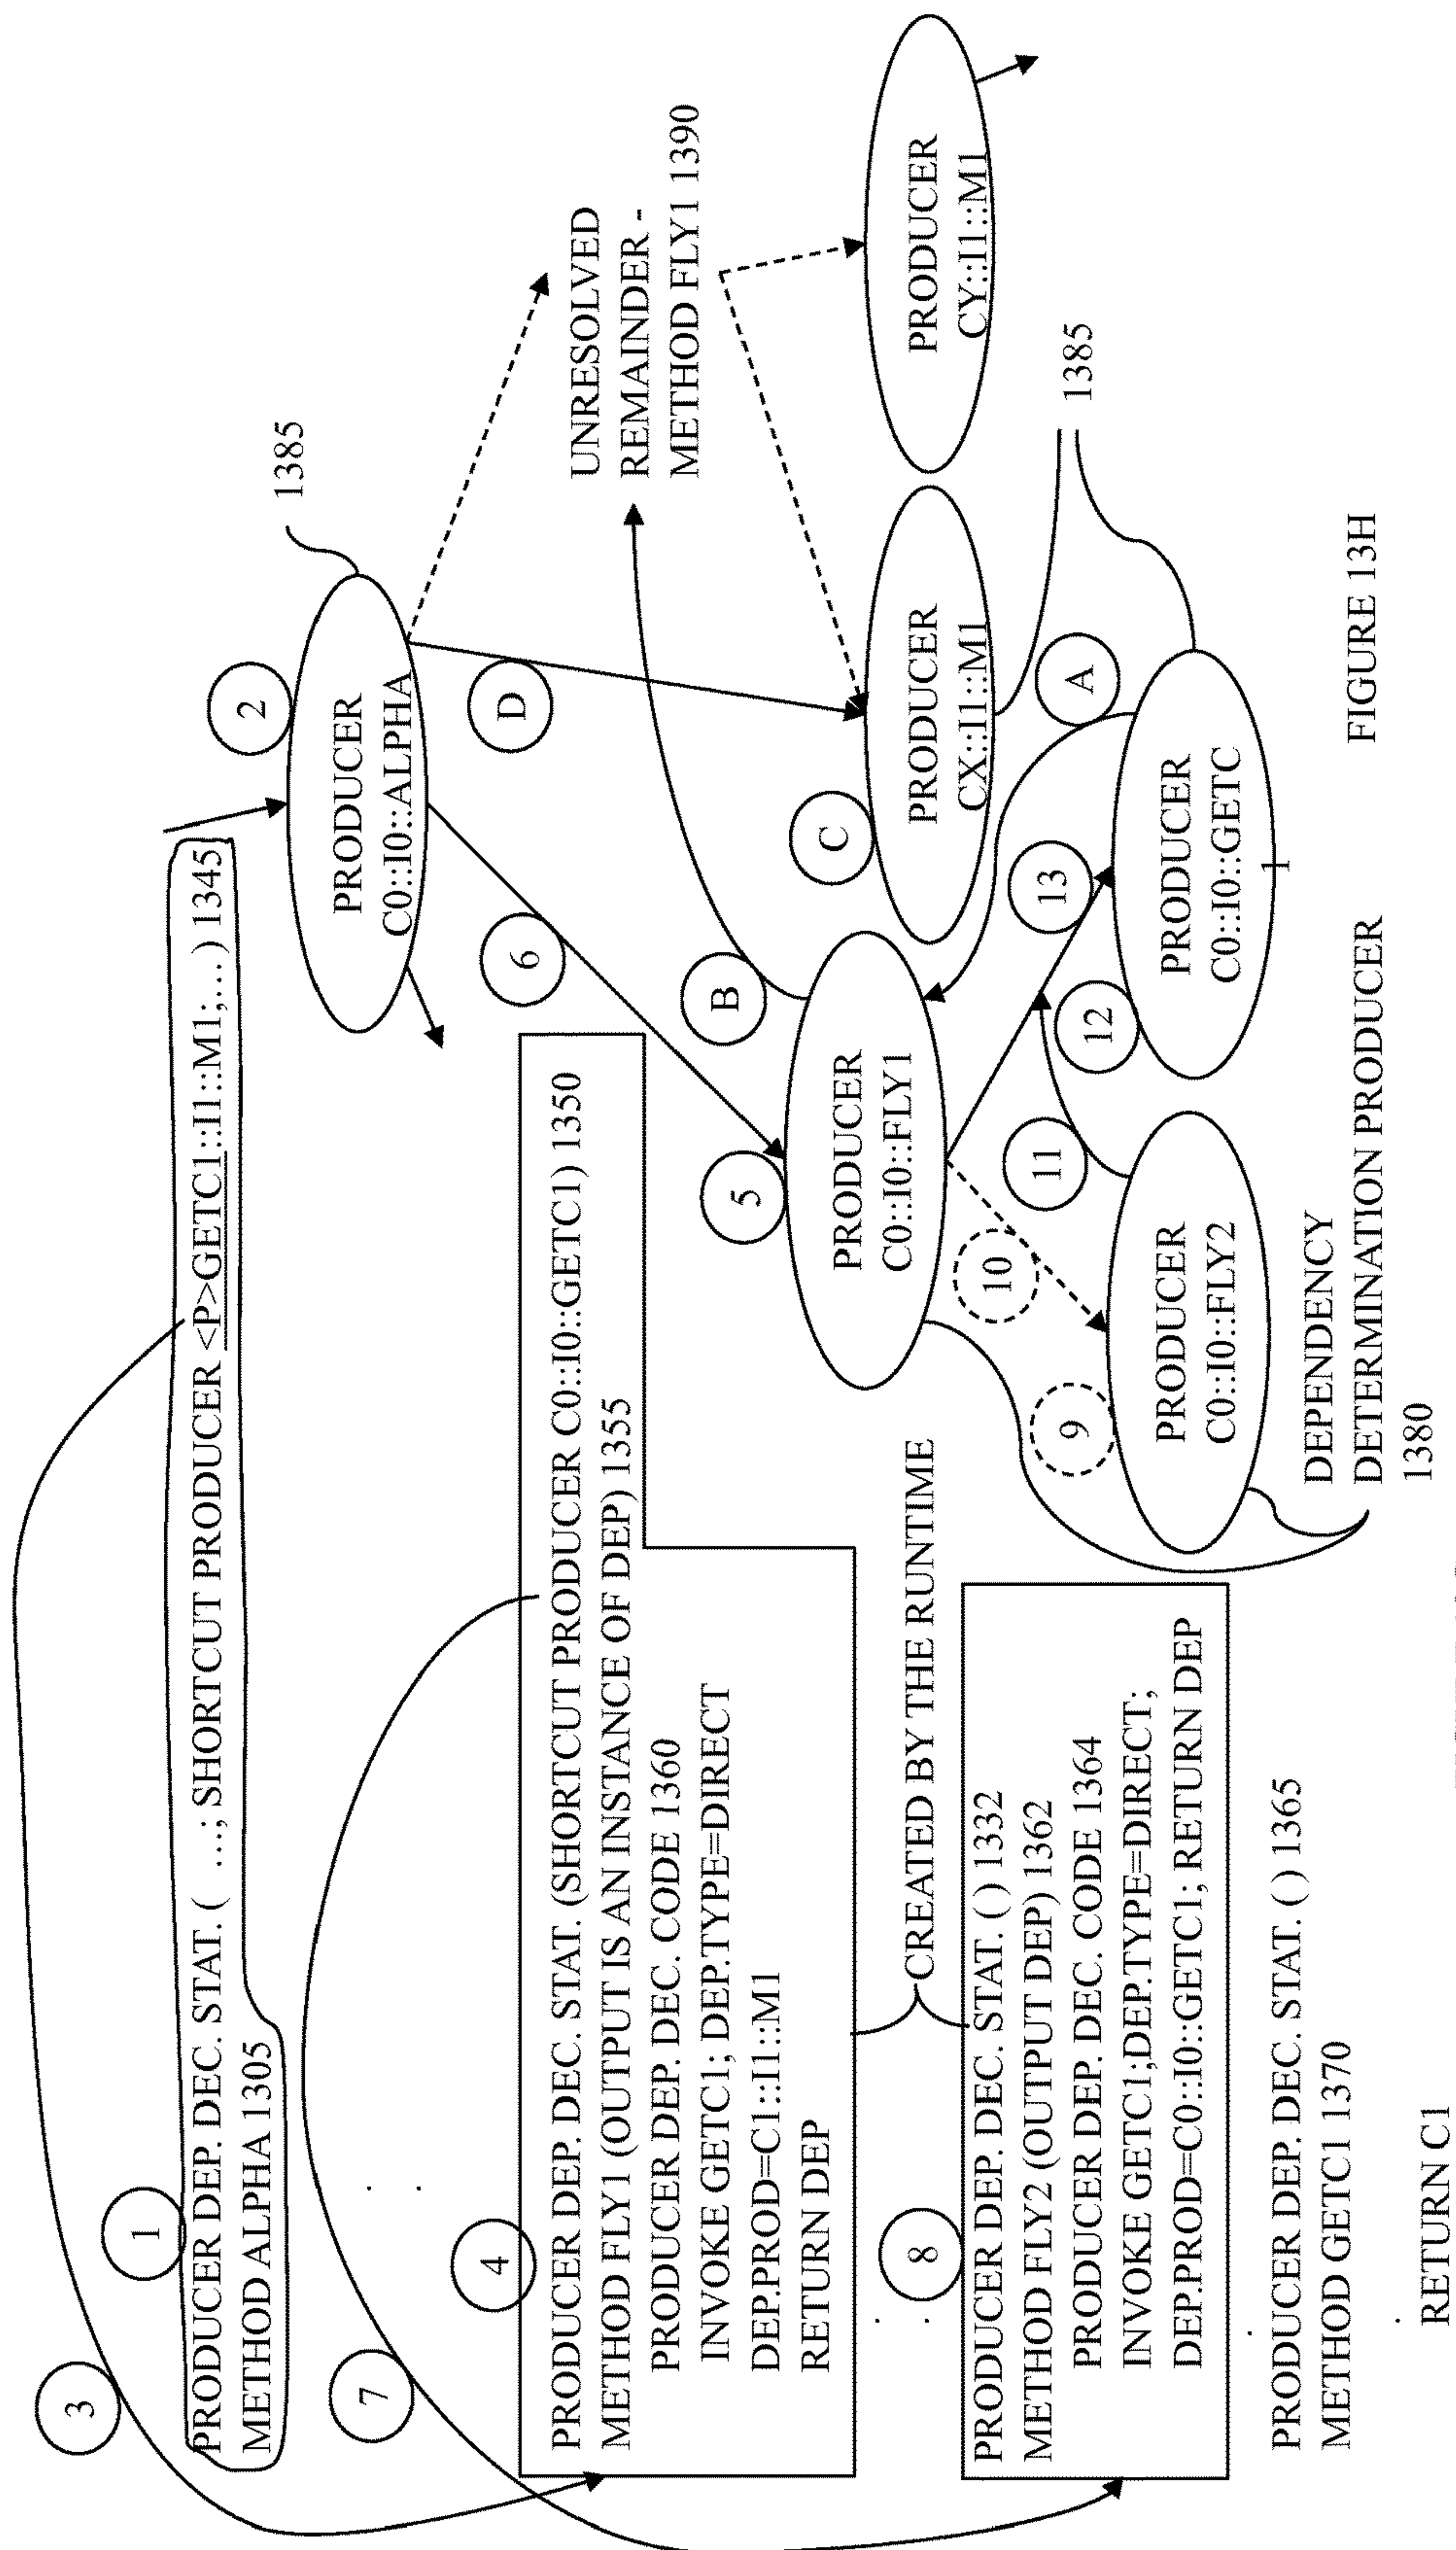 3
1
PRODUCER DEP. DEC. STAT. ( ...; SHORTCUT PRODUCER <P>GETC1::I1::M1;...) 1345
METHOD ALPHA 1305
2
PRODUCER
C0::I0::ALPHA
1385
7
4
PRODUCER DEP. DEC. STAT. (SHORTCUT PRODUCER C0::I0::GETC1) 1350
METHOD FLY1 (OUTPUT IS AN INSTANCE OF DEP) 1355
PRODUCER DEP. DEC. CODE 1360
INVOKE GETC1; DEP.TYPE=DIRECT
DEP.PROD=C1::I1::M1
RETURN DEP
6
D
UNRESOLVED
REMAINDER -
METHOD FLY1 1390
5
B
C
PRODUCER
C0::I0::FLY1
PRODUCER
CX::I1::M1
PRODUCER
CY::I1::M1
CREATED BY THE RUNTIME
8
PRODUCER DEP. DEC. STAT. ( ) 1332
METHOD FLY2 (OUTPUT DEP) 1362
PRODUCER DEP. DEC. CODE 1364
INVOKE GETC1;DEP.TYPE=DIRECT;
DEP.PROD=C0::I0::GETC1; RETURN DEP
9
10
11
12
13
A
1385
PRODUCER
C0::I0::FLY2
PRODUCER
C0::I0::GETC
1
PRODUCER DEP. DEC. STAT. ( ) 1365
METHOD GETC1 1370
RETURN C1
DEPENDENCY
DETERMINATION PRODUCER
1380
FIGURE 13H